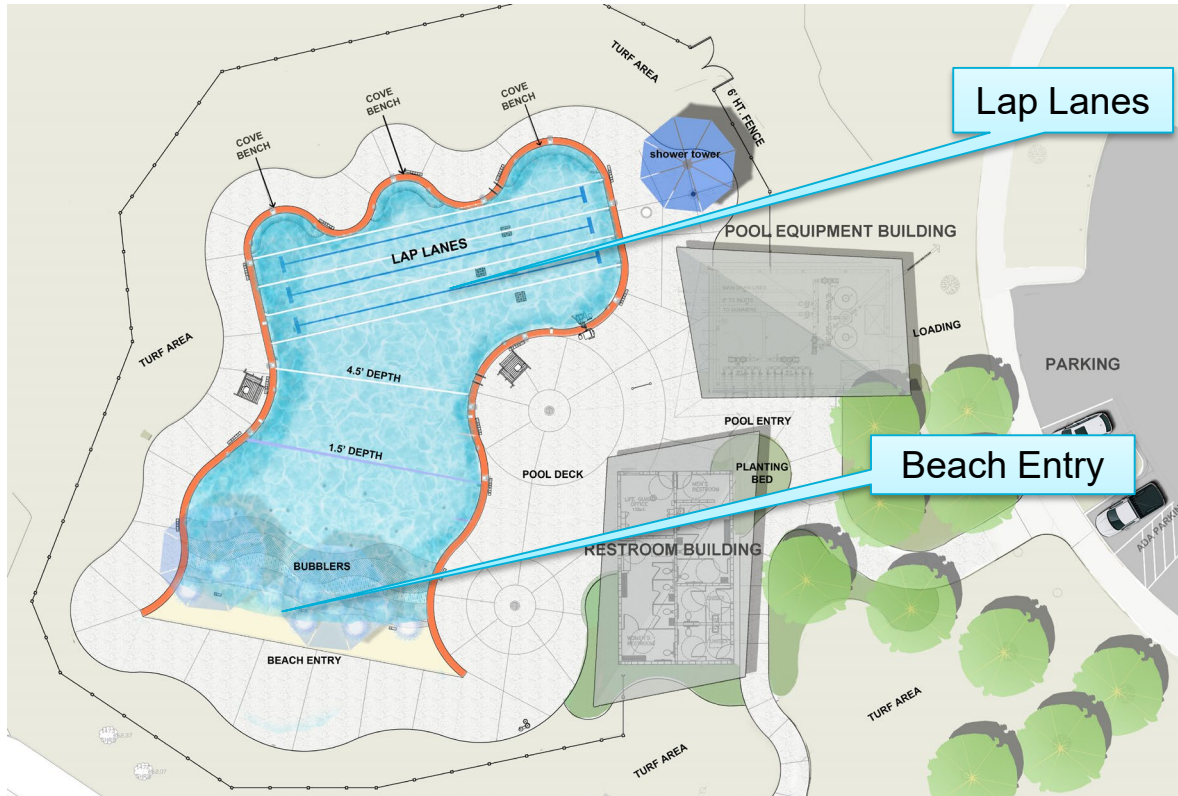 TURF AREA
6' HT. FENCE
Lap Lanes
COVE
BENCH
COVE
BENCH
COVE
BENCH
shower tower
POOL EQUIPMENT BUILDING
LAP LANES
LOADING
TURF AREA
PARKING
4.5' DEPTH
POOL ENTRY
1.5' DEPTH
POOL DECK
PLANTING
BED
Beach Entry
ADA PARKING
RESTROOM BUILDING
BUBBLERS
BEACH ENTRY
TURF AREA
TURF AREA